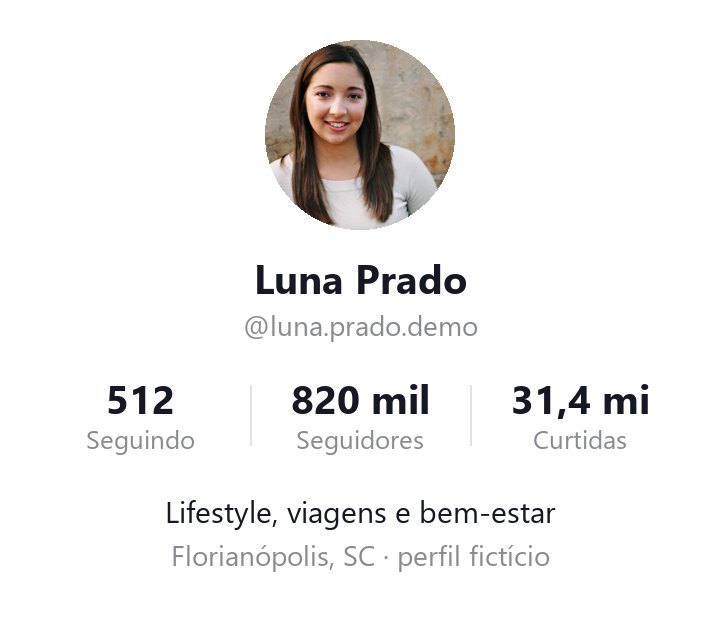 Luna Prado
@luna.prado.demo
512 820 mil 31,4 mi
Seguindo Seguidores Curtidas
Lifestyle, viagens e bem-estar
Florianópolis, SC · perfil fictício